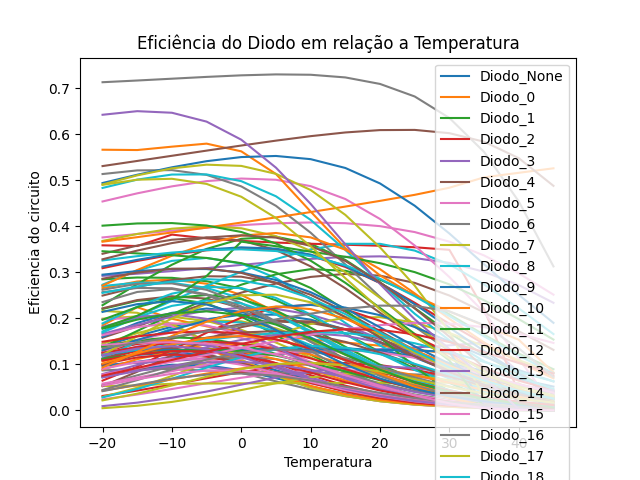 Eficiência do Diodo em relação a Temperatura
Eficiencia do circuito
0.7
0.6
0.5
0.4
0.3
0.2
0.1
0.0
−20
−10
0
10
20
30
40
Temperatura
Diodo_None
Diodo_0
Diodo_1
Diodo_2
Diodo_3
Diodo_4
Diodo_5
Diodo_6
Diodo_7
Diodo_8
Diodo_9
Diodo_10
Diodo_11
Diodo_12
Diodo_13
Diodo_14
Diodo_15
Diodo_16
Diodo_17
Diodo_18